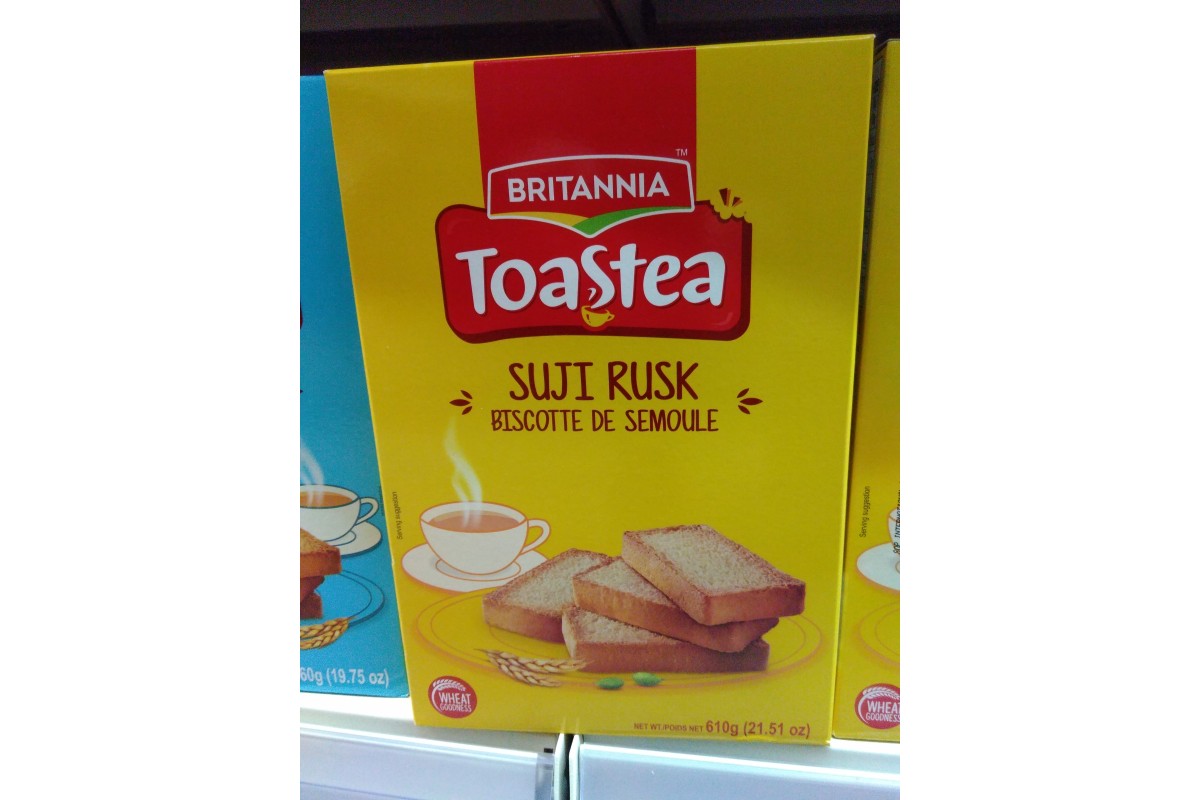 BRITANNIA
TM
Toastea
SUJI RUSK
BISCOTTE DE SEMOULE
Serving suggestion
WHEAT
GOODNESS
NET WT./POIDS NET 610g (21.51 oz)
60g (19.75 oz)
Serving suggestion
WHEAT
GOODNESS